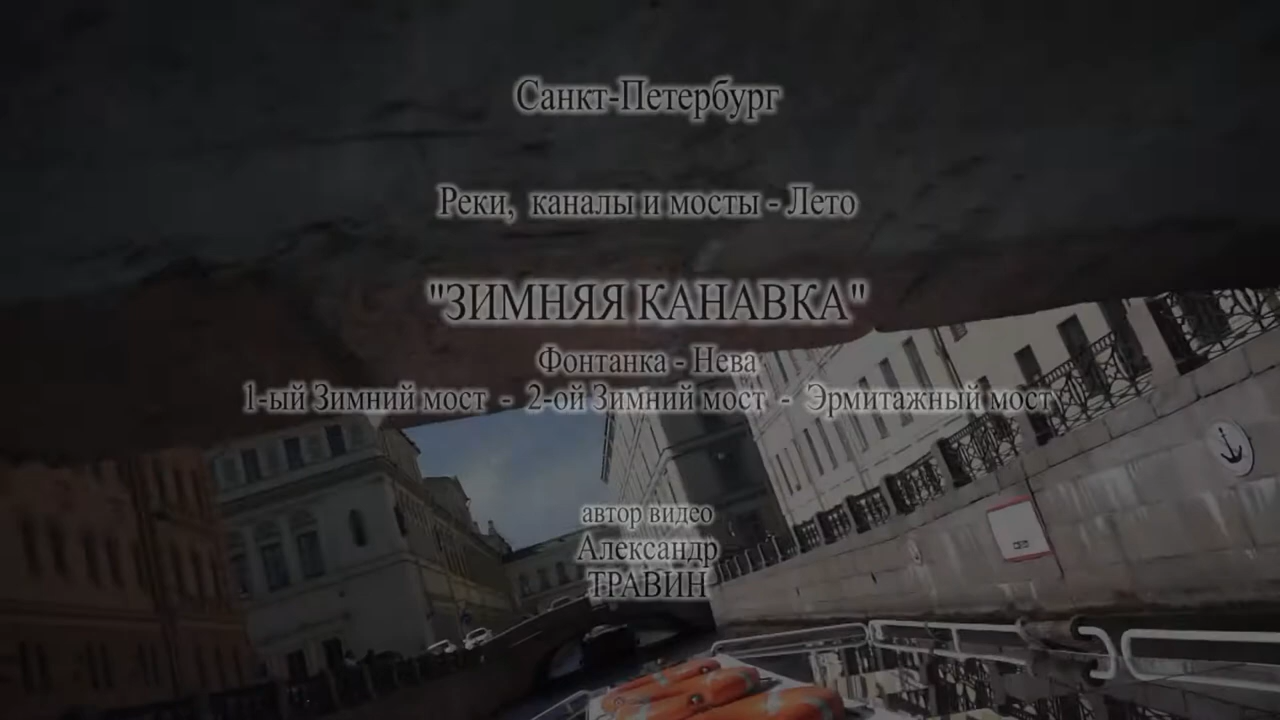 Санкт-Петербург
Реки, каналы и мосты - Лето
"ЗИМНЯЯ КАНАВКА"
Фонтанка - Нева
1-ый Зимний мост - 2-ой Зимний мост - Эрмитажный мост
автор видео
Александр
ТРАВИН